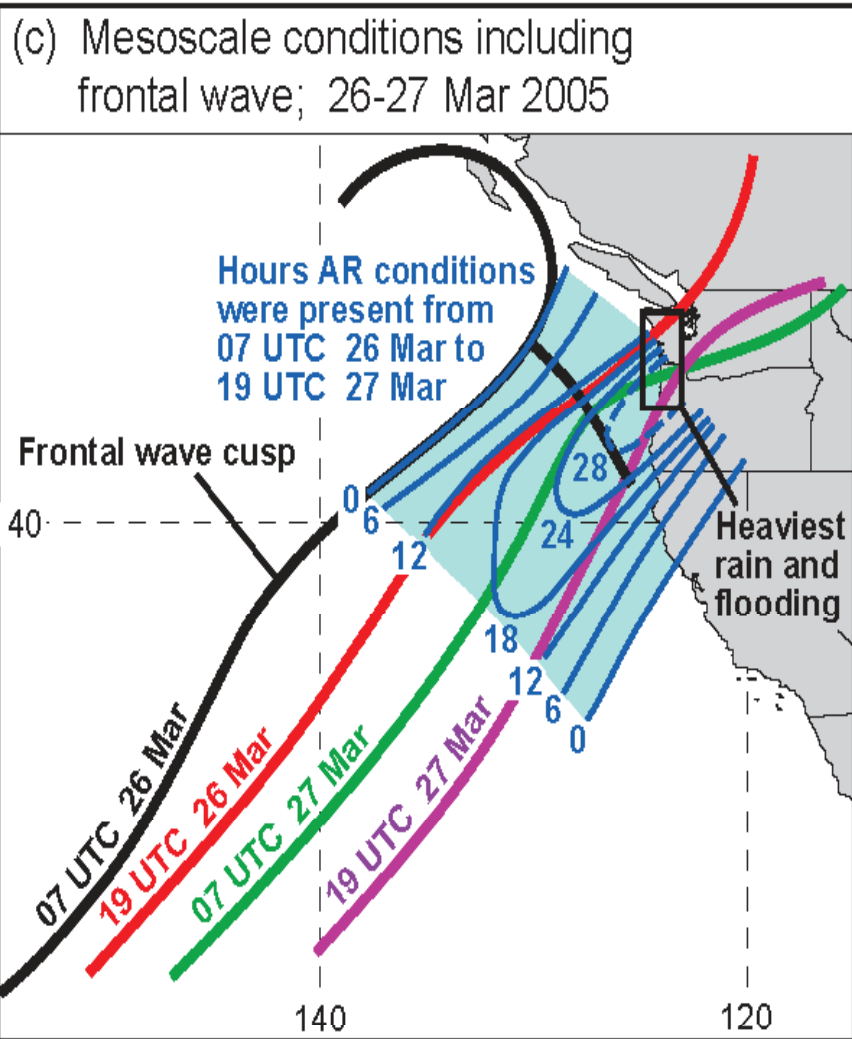 (c) Mesoscale conditions including
frontal wave; 26-27 Mar 2005
Hours AR conditions
were present from
07 UTC 26 Mar to
19 UTC 27 Mar
Frontal wave cusp
0
6
40
12
28
24
Heaviest
rain and
flooding
18
12
6
0
07 UTC 26 Mar
19 UTC 26 Mar
07 UTC 27 Mar
19 UTC 27 Mar
140
120